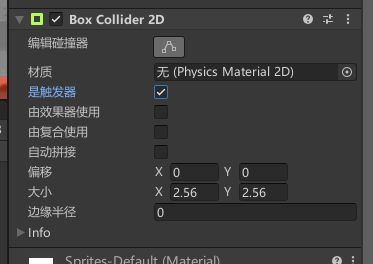 Box Collider 2D
编辑碰撞器
材质 无 (Physics Material 2D)
是触发器
由效果器使用
由复合使用
自动拼接
偏移 X 0 Y 0
大小 X 2.56 Y 2.56
边缘半径 0
Info
Sprites-Default (Material)